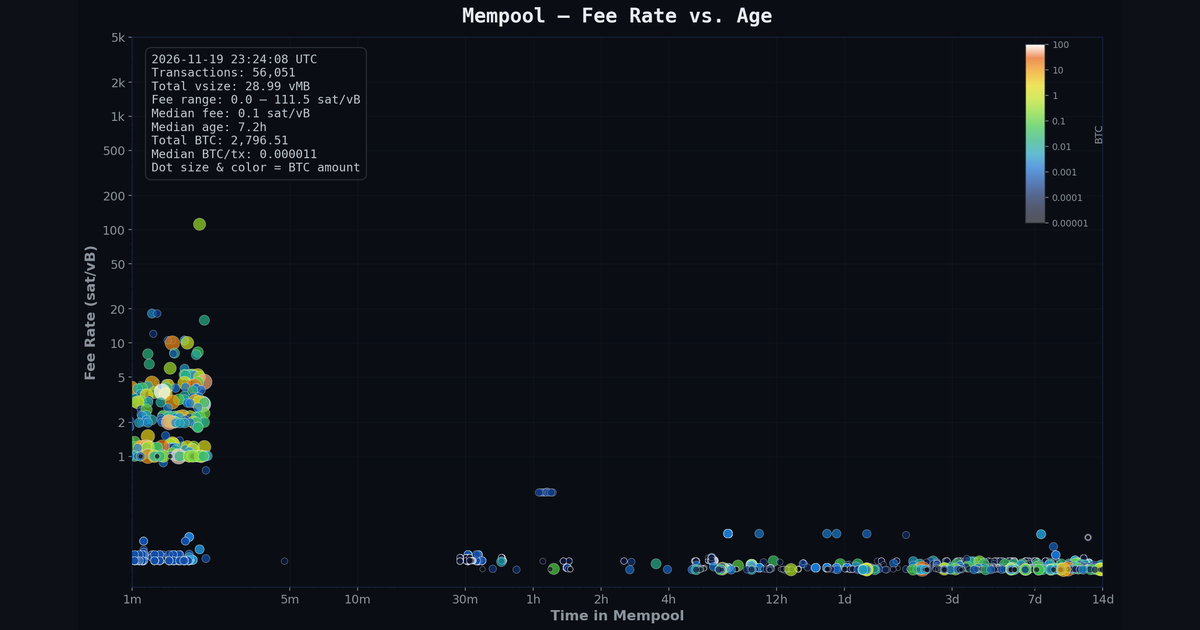 Mempool — Fee Rate vs. Age
2026-11-19 23:24:08 UTC
Transactions: 56,051
Total vsize: 28.99 vMB
Fee range: 0.0 — 111.5 sat/vB
Median fee: 0.1 sat/vB
Median age: 7.2h
Total BTC: 2,796.51
Median BTC/tx: 0.000011
Dot size & color = BTC amount
5k
2k
1k
500
200
100
50
20
10
5
2
1
Fee Rate (sat/vB)
100
10
1
0.1
0.01
0.001
0.0001
0.00001
BTC
1m
5m
10m
30m
1h
2h
4h
12h
1d
3d
7d
14d
Time in Mempool